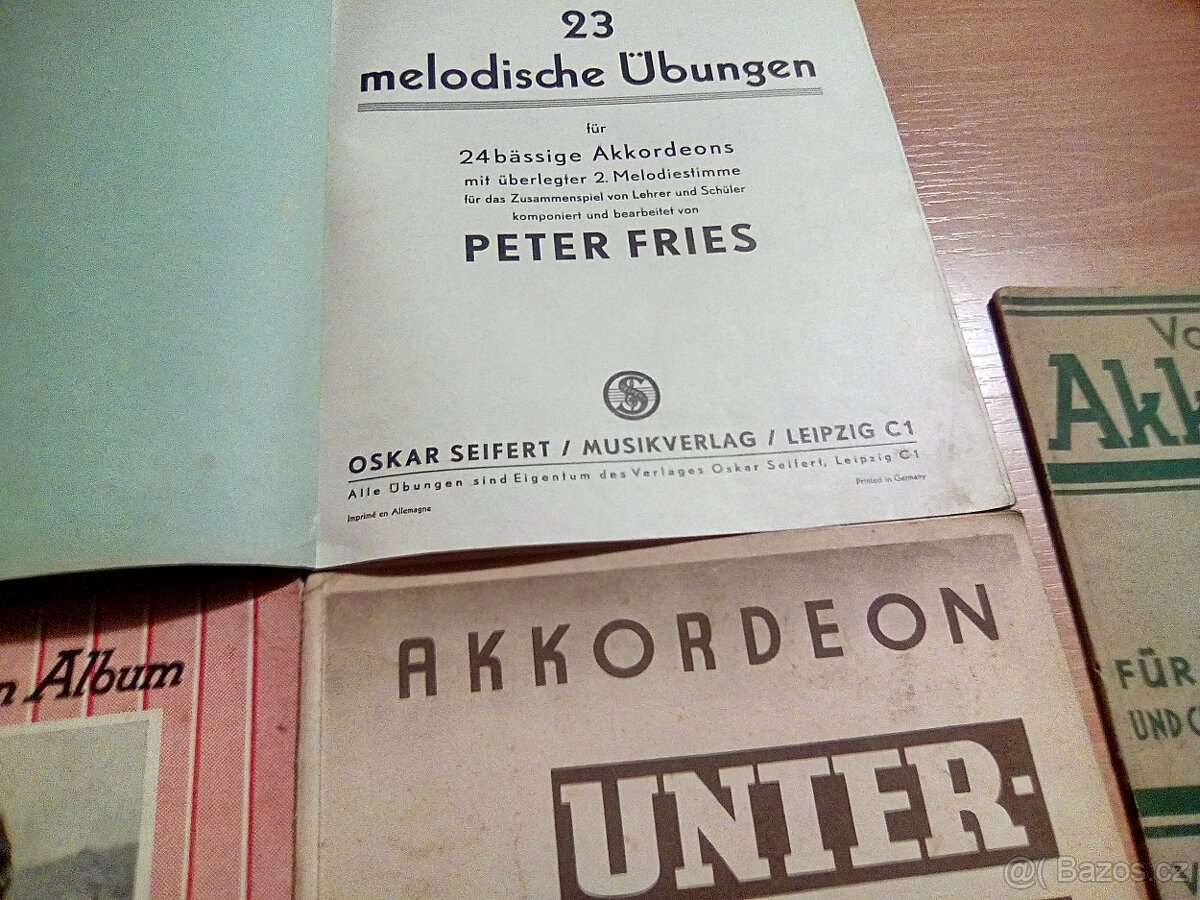 23
melodische Übungen
für
24 bässige Akkordeons
mit überlegter 2. Melodiestimme
für das Zusammenspiel von Lehrer und Schüler
komponiert und bearbeitet von
PETER FRIES
S
OSKAR SEIFERT / MUSIKVERLAG / LEIPZIG C1
Alle Übungen sind Eigentum des Verlages Oskar Seifert, Leipzig C1
Imprimé en Allemagne
Printed in Germany
Akk
FÜR
UND
Album
AKKORDEON
UNTER-
@( Bazos.cz